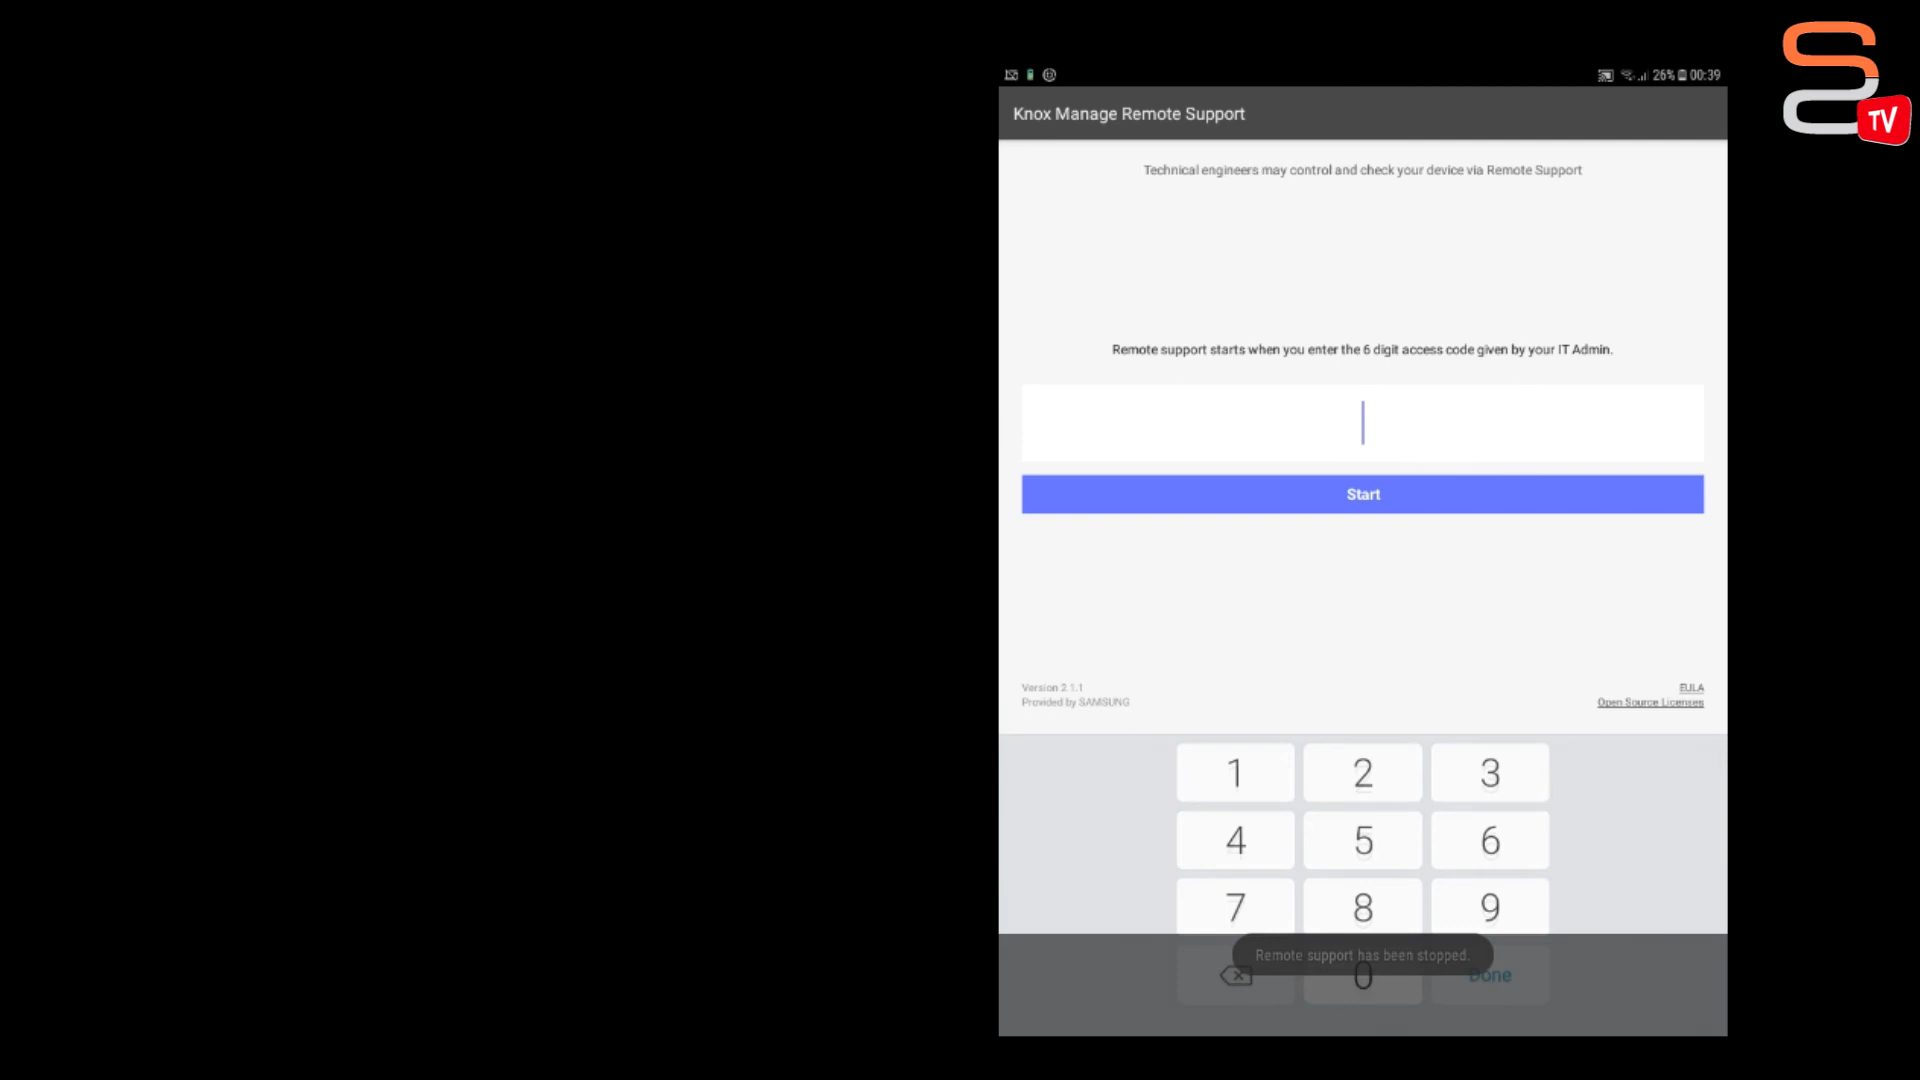 26% 00:39
Knox Manage Remote Support
Technical engineers may control and check your device via Remote Support
Remote support starts when you enter the 6 digit access code given by your IT Admin.
Start
Version 2.1.1
Provided by SAMSUNG
EULA
Open Source Licenses
1 2 3
4 5 6
7 8 9
Remote support has been stopped.
0 Done
TV